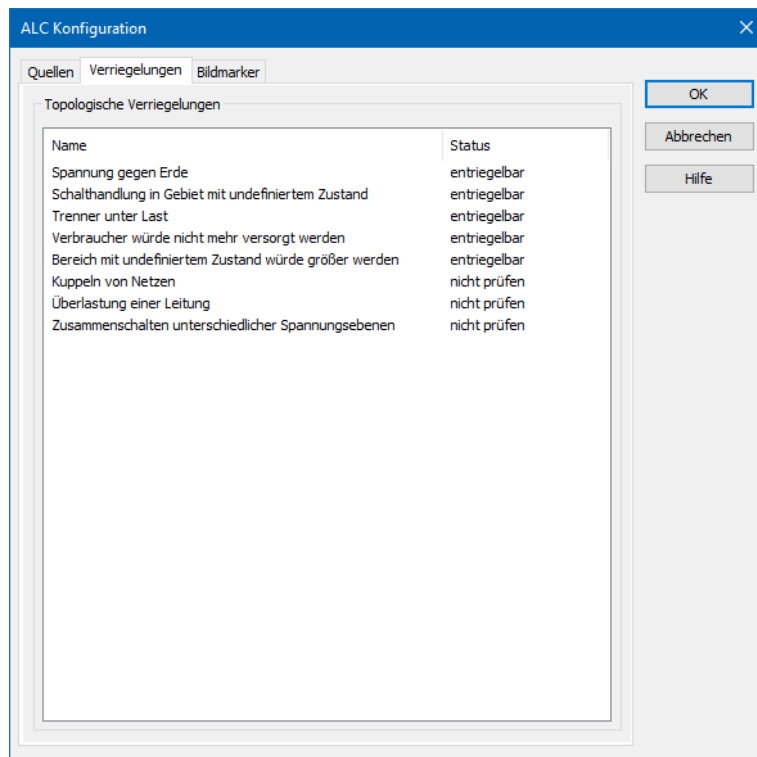 ALC Konfiguration
Quellen Verriegelungen Bildmarker
Topologische Verriegelungen
Name Status
Spannung gegen Erde entriegelbar
Schalthandlung in Gebiet mit undefiniertem Zustand entriegelbar
Trenner unter Last entriegelbar
Verbraucher würde nicht mehr versorgt werden entriegelbar
Bereich mit undefiniertem Zustand würde größer werden entriegelbar
Kuppeln von Netzen nicht prüfen
Überlastung einer Leitung nicht prüfen
Zusammenschalten unterschiedlicher Spannungsebenen nicht prüfen
OK
Abbrechen
Hilfe